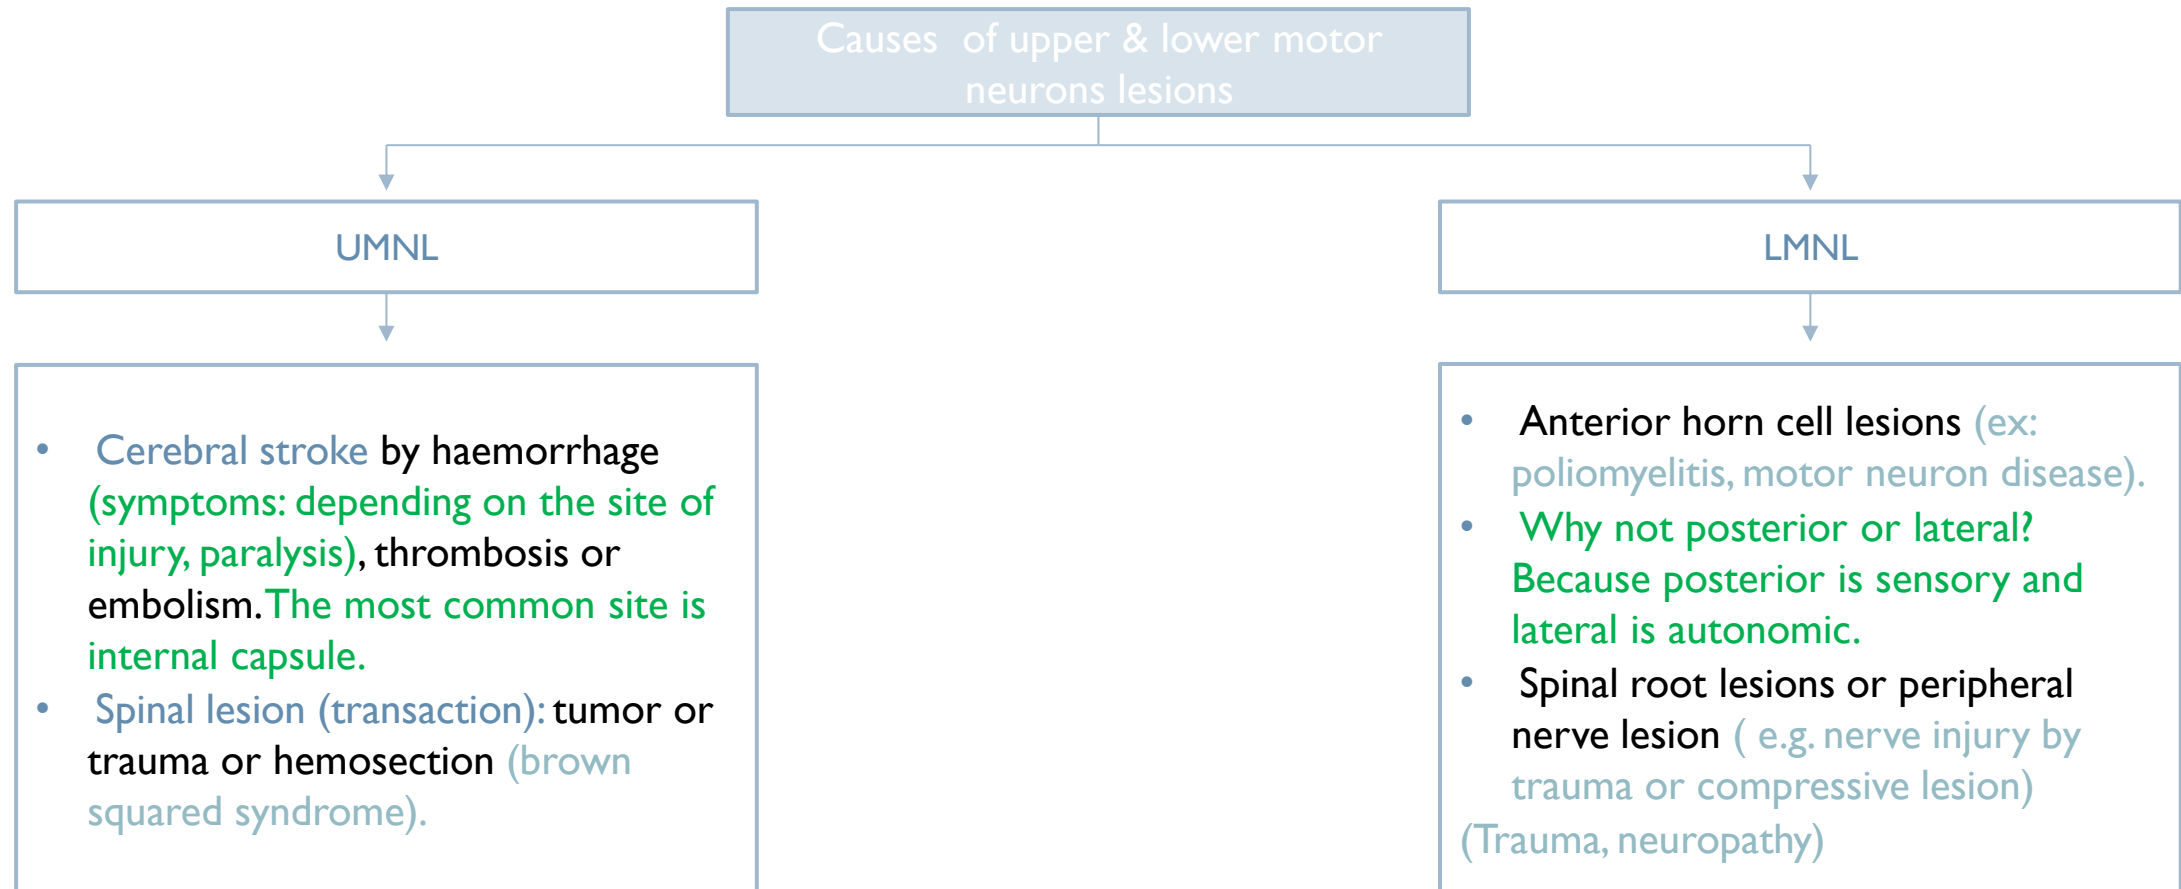 Causes of upper & lower motor
neurons lesions
UMNL
LMNL
• Cerebral stroke by haemorrhage
(symptoms: depending on the site of
injury, paralysis), thrombosis or
embolism. The most common site is
internal capsule.
• Spinal lesion (transaction): tumor or
trauma or hemosection (brown
squared syndrome).
• Anterior horn cell lesions (ex:
poliomyelitis, motor neuron disease).
• Why not posterior or lateral?
Because posterior is sensory and
lateral is autonomic.
• Spinal root lesions or peripheral
nerve lesion ( e.g. nerve injury by
trauma or compressive lesion)
(Trauma, neuropathy)